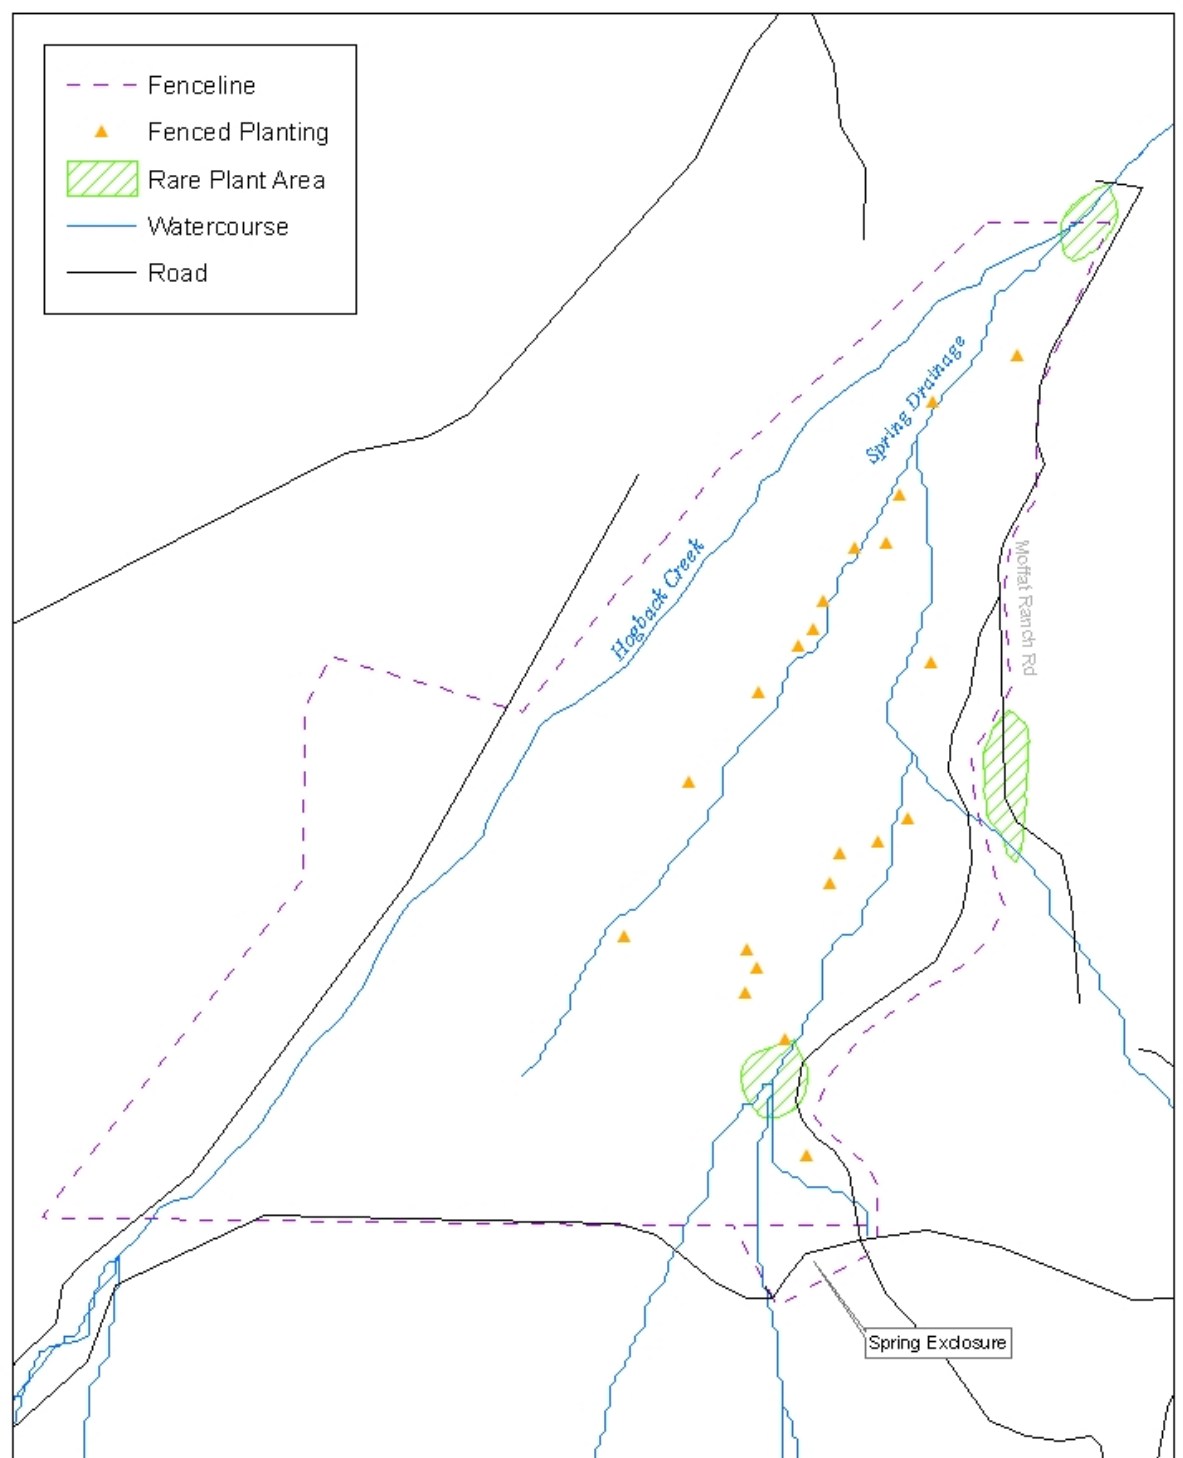 Fenceline
Fenced Planting
Rare Plant Area
Watercourse
Road
Spring Drainage
Hogback Creek
Moffat Ranch Rd
Spring Exclosure